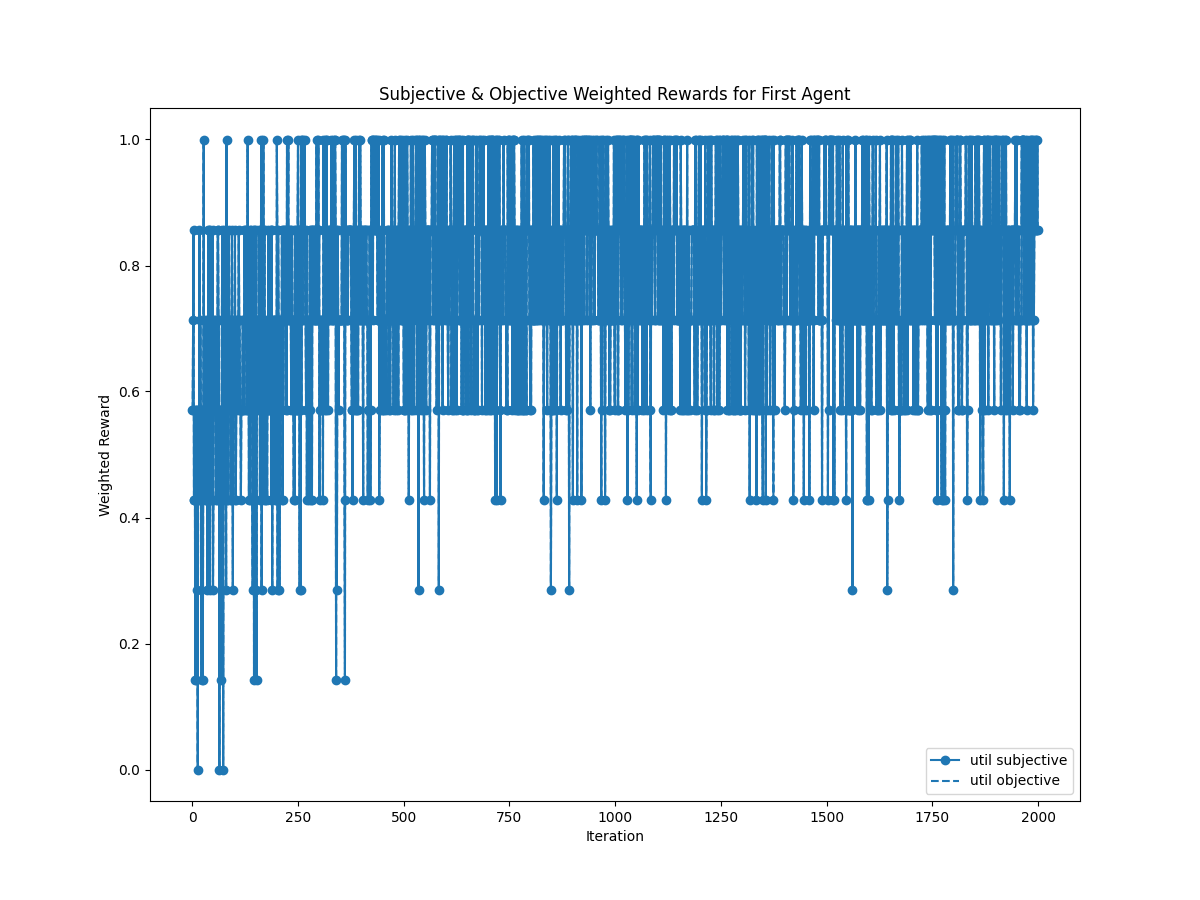 Subjective & Objective Weighted Rewards for First Agent
1.0
0.8
0.6
0.4
0.2
0.0
Weighted Reward
0 250 500 750 1000 1250 1500 1750 2000
Iteration
util subjective
util objective